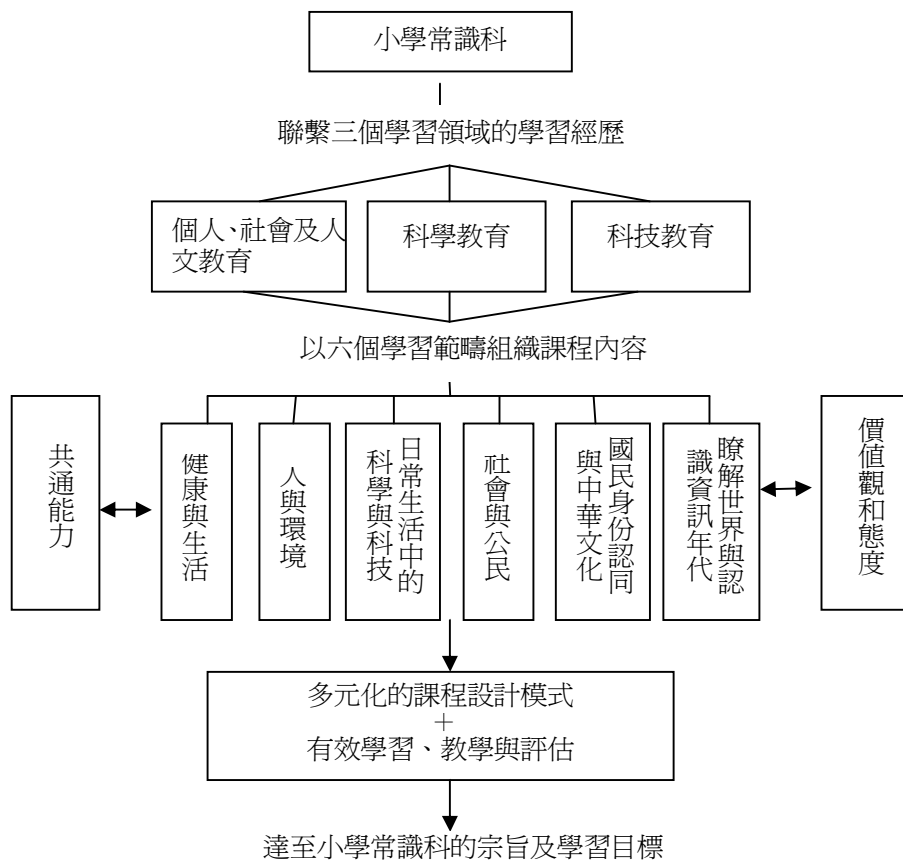 小學常識科
聯繫三個學習領域的學習經歷
個人、社會及人
文教育
科學教育
科技教育
以六個學習範疇組織課程內容
共通能力
健康與生活
人與環境
日常生活中的
科學與科技
社會與公民
國民身份認同
與中華文化
瞭解世界與認
識資訊年代
價值觀和態度
多元化的課程設計模式
＋
有效學習、教學與評估
達至小學常識科的宗旨及學習目標